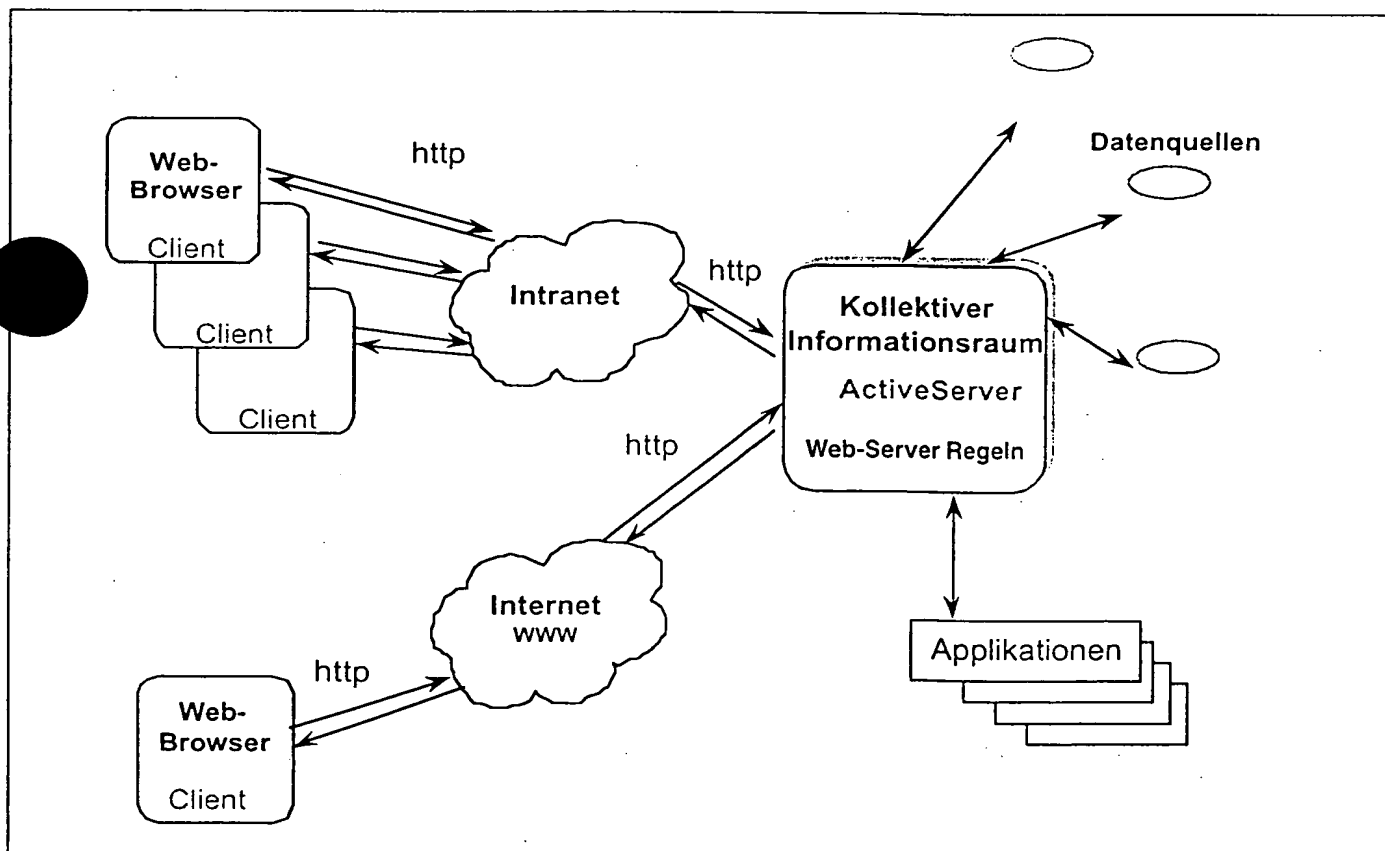 Web-
Browser
Client
Client
Client
http
Intranet
http
Datenquellen
Kollektiver
Informationsraum
ActiveServer
Web-Server Regeln
http
Internet
www
http
Web-
Browser
Client
Applikationen